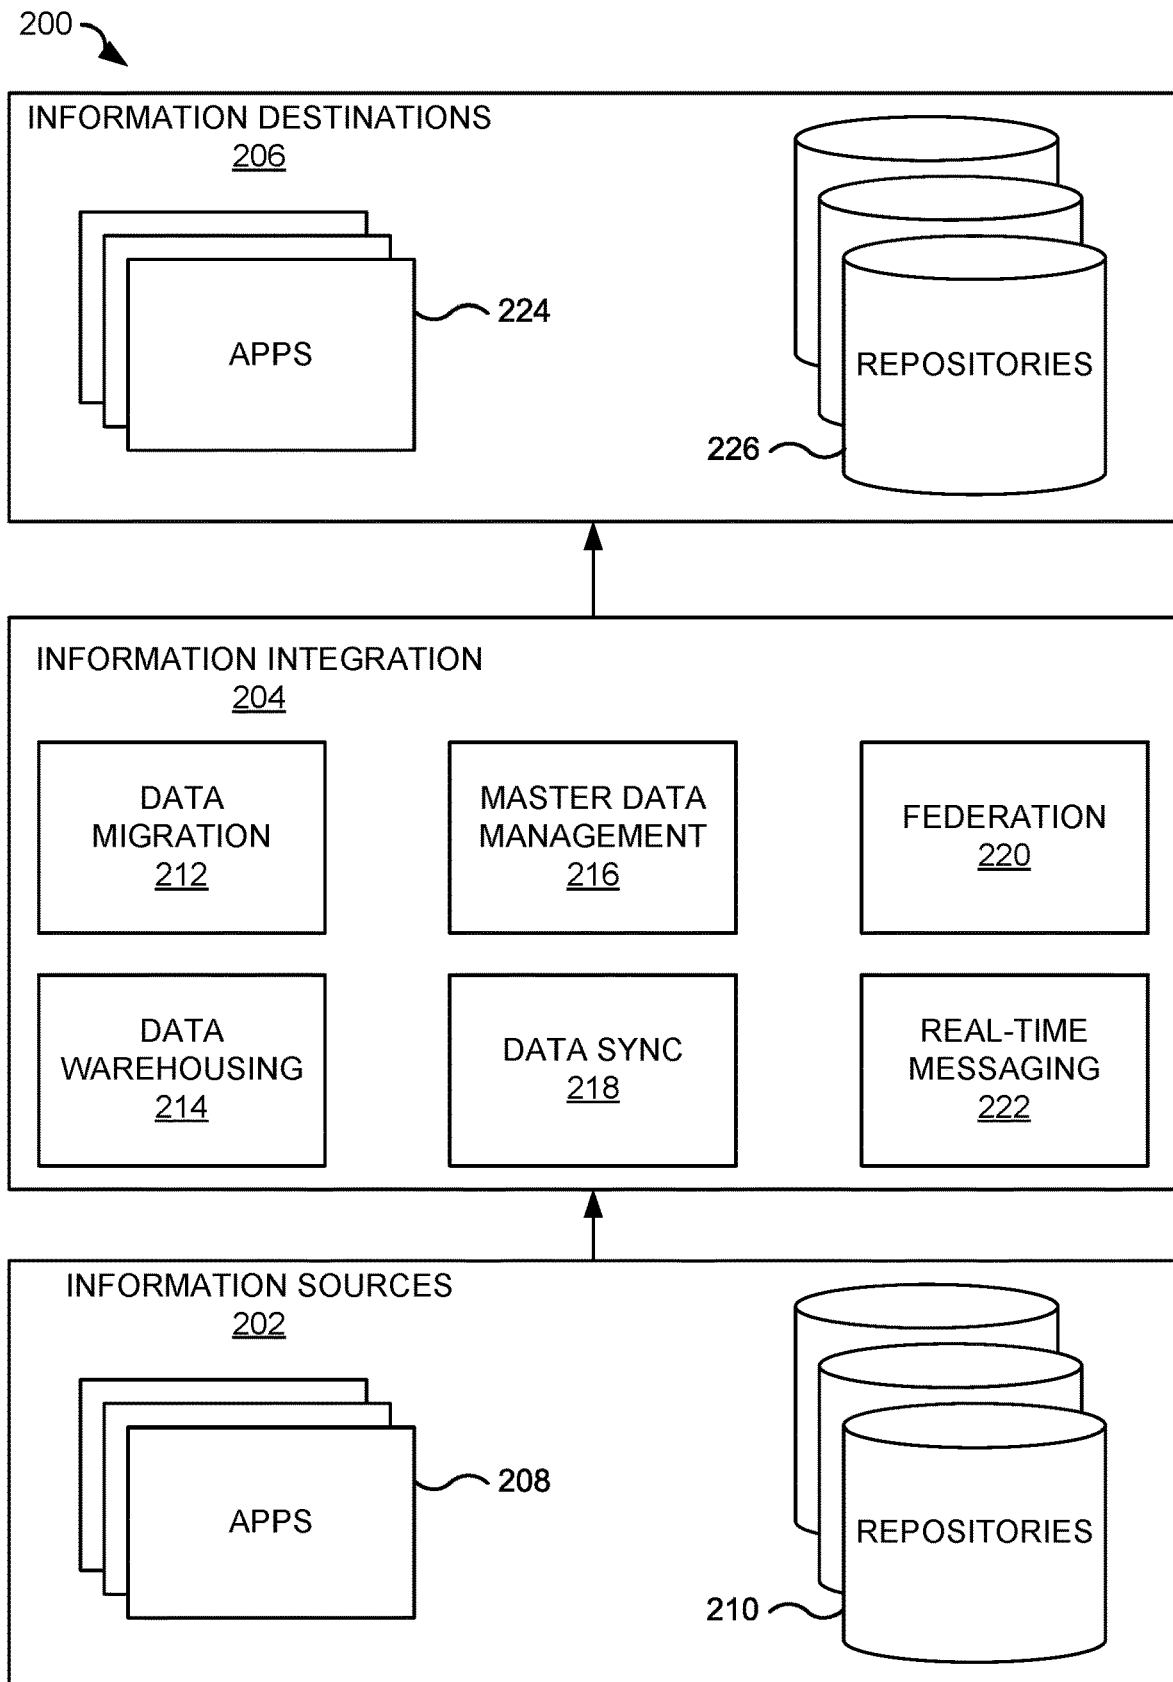 200
INFORMATION DESTINATIONS
206
APPS
224
REPOSITORIES
226
INFORMATION INTEGRATION
204
DATA
MIGRATION
212
MASTER DATA
MANAGEMENT
216
FEDERATION
220
DATA
WAREHOUSING
214
DATA SYNC
218
REAL-TIME
MESSAGING
222
INFORMATION SOURCES
202
APPS
208
REPOSITORIES
210